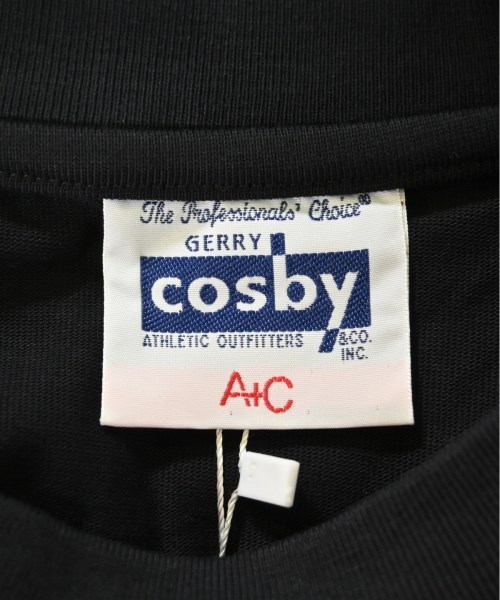 The Professionals' Choice
GERRY
cosby
ATHLETIC OUTFITTERS &CO.
INC.
A+C